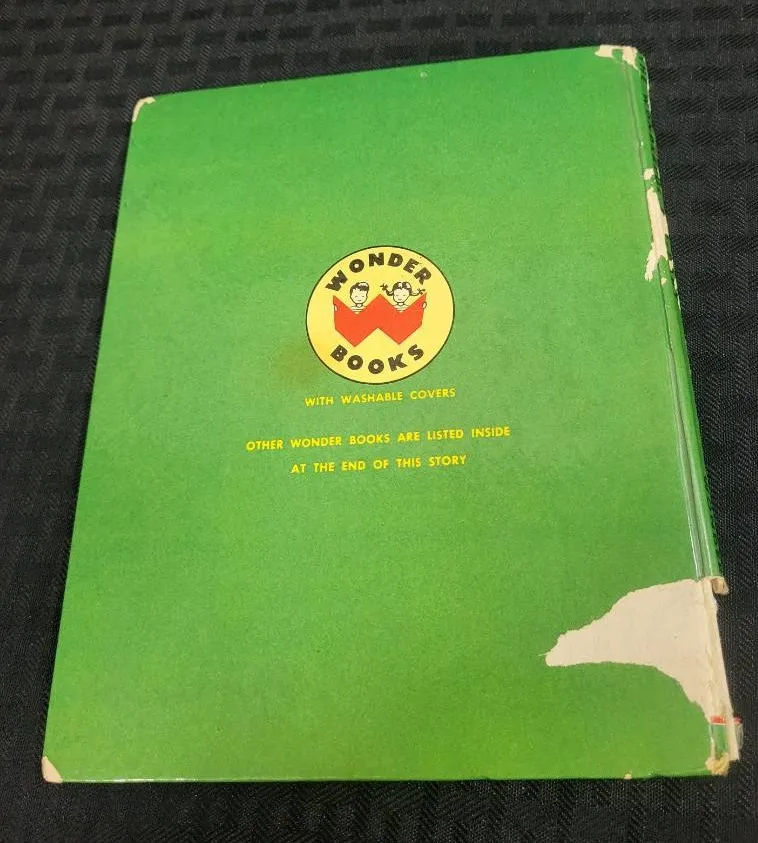 WONDER
BOOKS
WITH WASHABLE COVERS
OTHER WONDER BOOKS ARE LISTED INSIDE
AT THE END OF THIS STORY